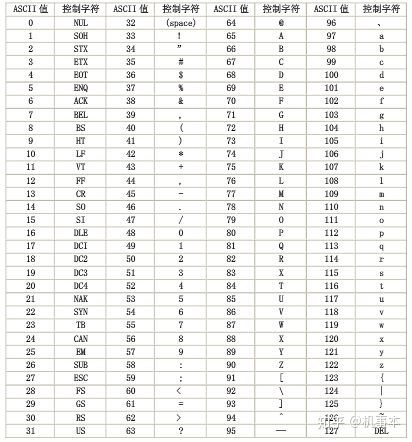 ASCII 值 控制字符 ASCII 值 控制字符 ASCII 值 控制字符 ASCII 值 控制字符
0 NUL 32 (space) 64 @ 96 、
1 SOH 33 ! 65 A 97 a
2 STX 34 ” 66 B 98 b
3 ETX 35 # 67 C 99 c
4 EOT 36 $ 68 D 100 d
5 ENQ 37 % 69 E 101 e
6 ACK 38 & 70 F 102 f
7 BEL 39 , 71 G 103 g
8 BS 40 ( 72 H 104 h
9 HT 41 ) 73 I 105 i
10 LF 42 * 74 J 106 j
11 VT 43 + 75 K 107 k
12 FF 44 , 76 L 108 l
13 CR 45 - 77 M 109 m
14 SO 46 . 78 N 110 n
15 SI 47 / 79 O 111 o
16 DLE 48 0 80 P 112 p
17 DCI 49 1 81 Q 113 q
18 DC2 50 2 82 R 114 r
19 DC3 51 3 83 X 115 s
20 DC4 52 4 84 T 116 t
21 NAK 53 5 85 U 117 u
22 SYN 54 6 86 V 118 v
23 TB 55 7 87 W 119 w
24 CAN 56 8 88 X 120 x
25 EM 57 9 89 Y 121 y
26 SUB 58 : 90 Z 122 z
27 ESC 59 ; 91 [ 123 {
28 FS 60 < 92 \ 124 |
29 GS 61 = 93 ] 125 }
30 RS 62 > 94 ^ 126 ~
31 US 63 ? 95 — 127 DEL
知乎